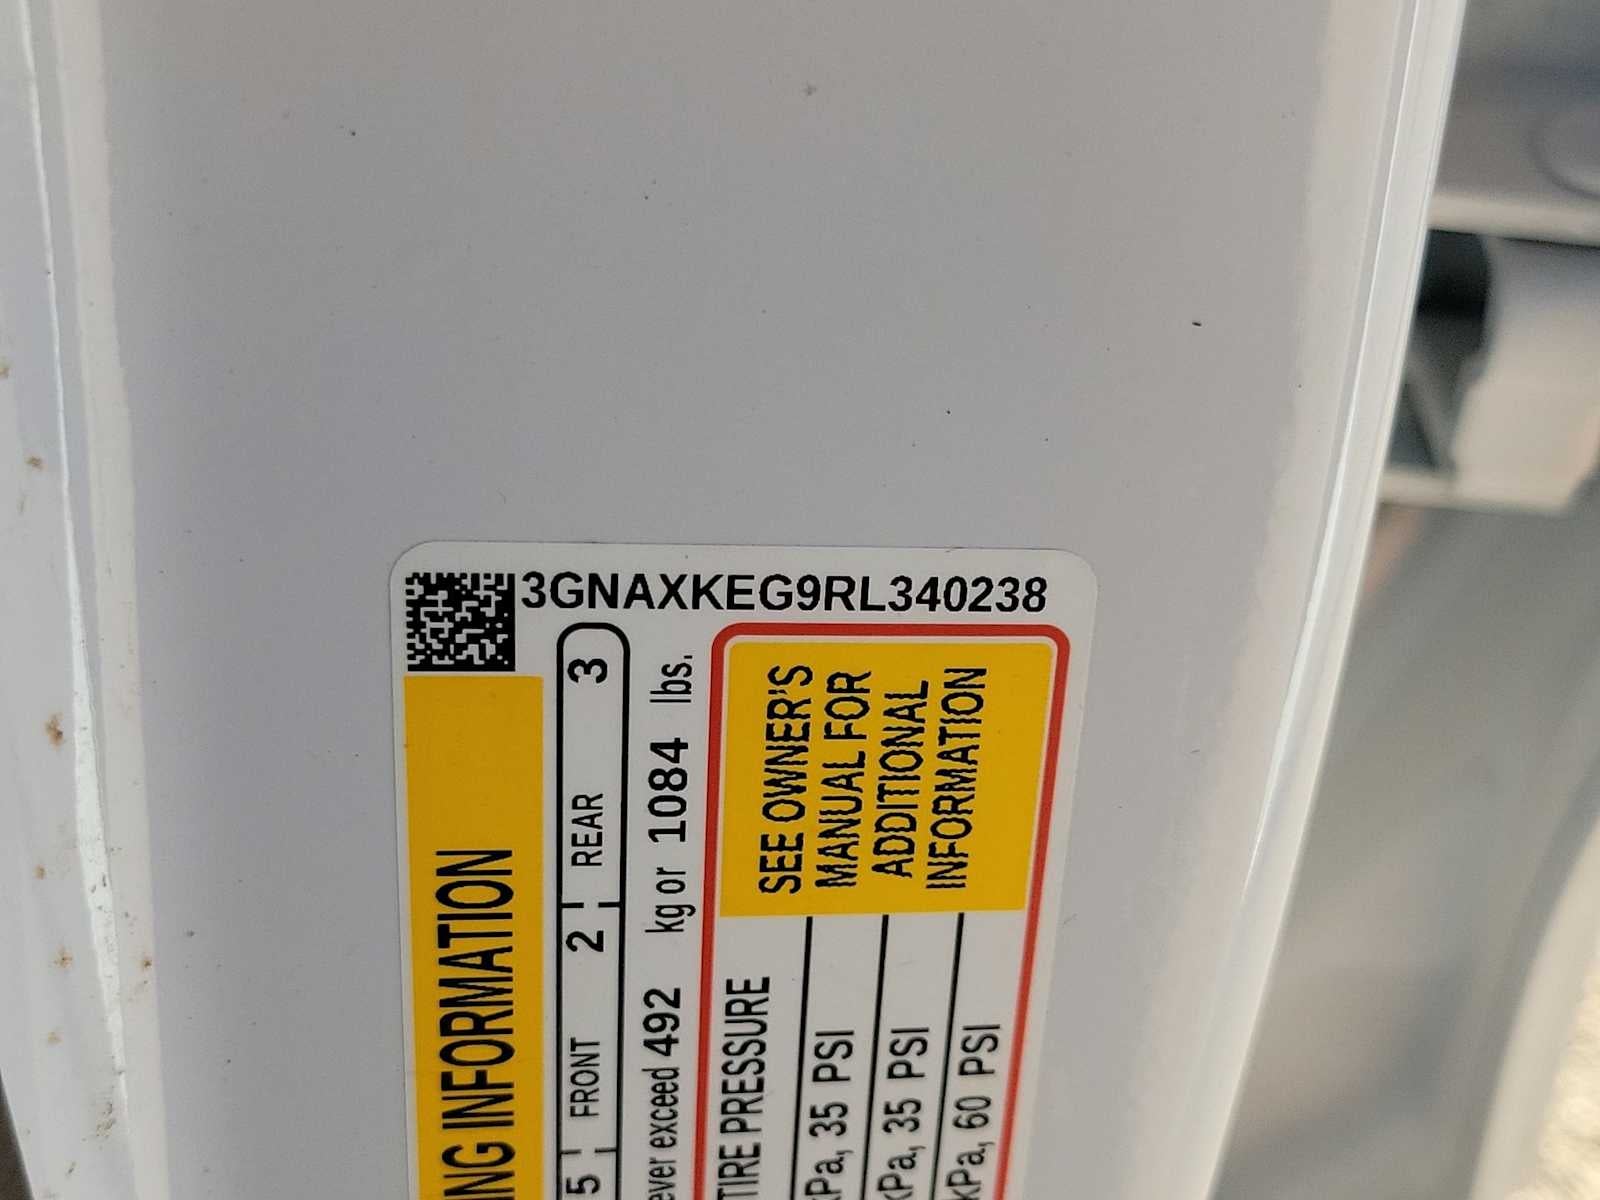 3GNAXKEG9RL340238
ING INFORMATION
5 FRONT 2 REAR 3
ever exceed 492 kg or 1084 lbs.
TIRE PRESSURE
SEE OWNER'S
MANUAL FOR
ADDITIONAL
INFORMATION
kPa, 35 PSI
kPa, 35 PSI
kPa, 60 PSI